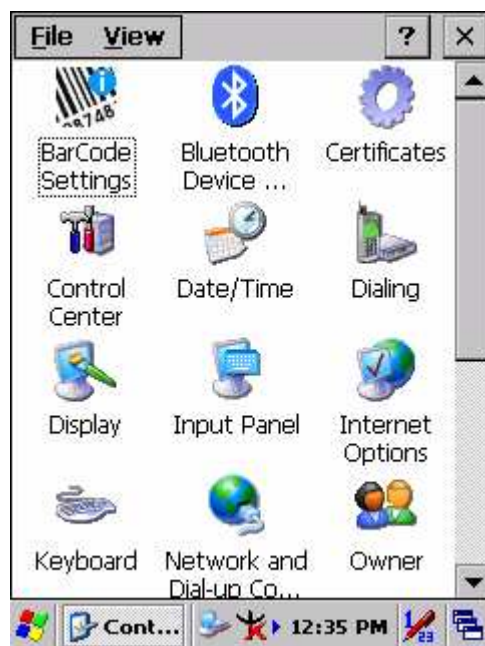 File View ? ×
BarCode Bluetooth Certificates
Settings Device ...
Control Date/Time Dialing
Center
Display Input Panel Internet
Options
Keyboard Network and Owner
Dial-up Co...
Cont... 12:35 PM